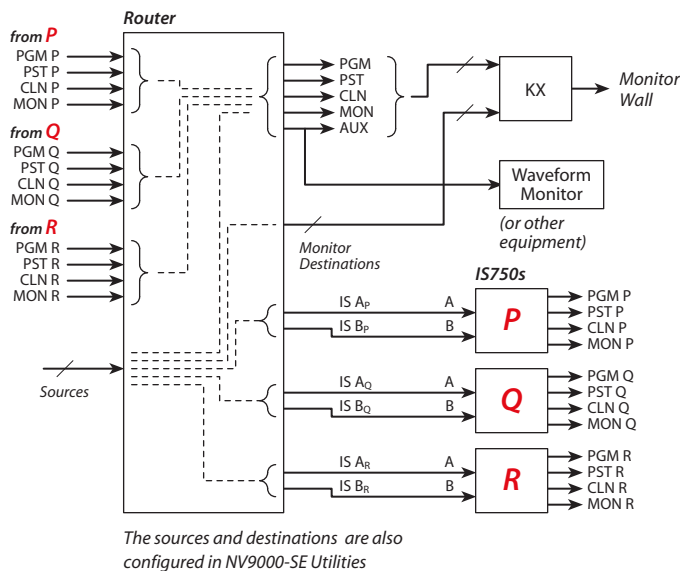 Router
from P
PGM P
PST P
CLN P
MON P
from Q
PGM Q
PST Q
CLN Q
MON Q
from R
PGM R
PST R
CLN R
MON R
Sources
PGM
PST
CLN
MON
AUX
KX
Monitor
Wall
Waveform
Monitor
(or other
equipment)
Monitor
Destinations
IS750s
IS AP
A
IS BP
B
P
PGM P
PST P
CLN P
MON P
IS AQ
A
IS BQ
B
Q
PGM Q
PST Q
CLN Q
MON Q
IS AR
A
IS BR
B
R
PGM R
PST R
CLN R
MON R
The sources and destinations are also
configured in NV9000-SE Utilities